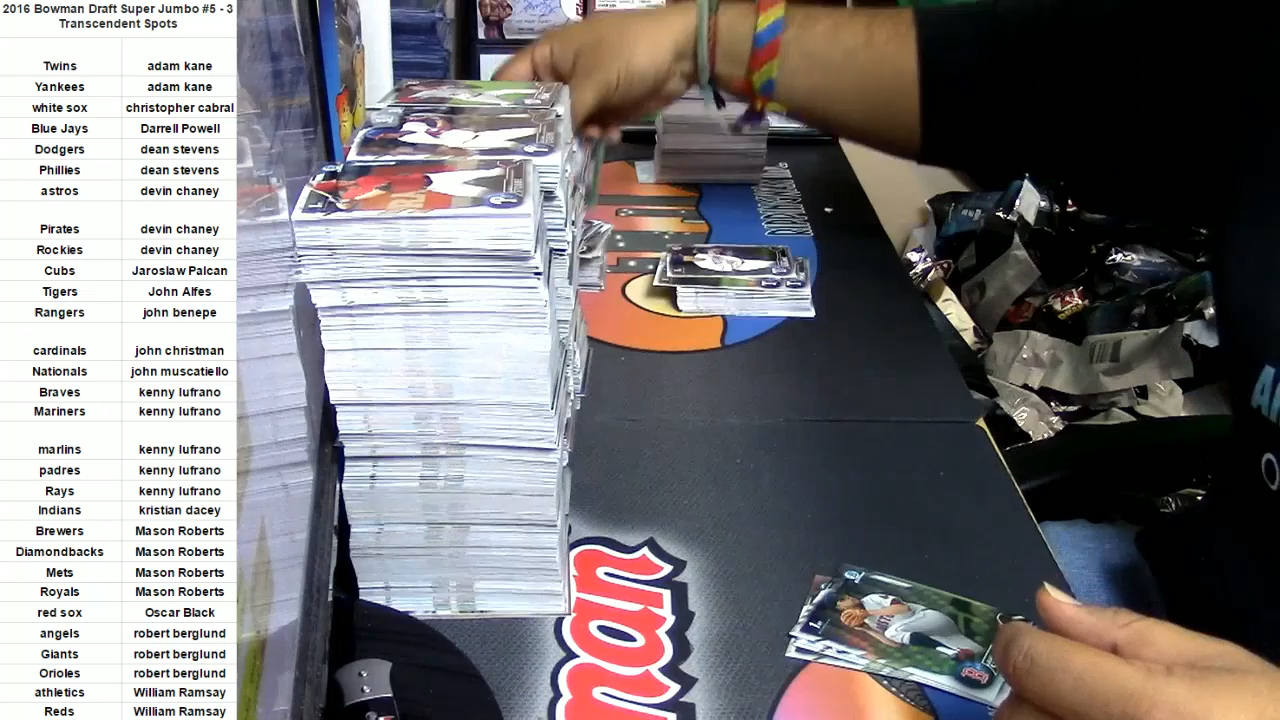 2016 Bowman Draft Super Jumbo #5 - 3
Transcendent Spots
Twins adam kane
Yankees adam kane
white sox christopher cabral
Blue Jays Darrell Powell
Dodgers dean stevens
Phillies dean stevens
astros devin chaney
Pirates devin chaney
Rockies devin chaney
Cubs Jaroslaw Palcan
Tigers John Alfes
Rangers john benepe
cardinals john christman
Nationals john muscatiello
Braves kenny lufrano
Mariners kenny lufrano
marlins kenny lufrano
padres kenny lufrano
Rays kenny lufrano
Indians kristian dacey
Brewers Mason Roberts
Diamondbacks Mason Roberts
Mets Mason Roberts
Royals Mason Roberts
red sox Oscar Black
angels robert berglund
Giants robert berglund
Orioles robert berglund
athletics William Ramsay
Reds William Ramsay